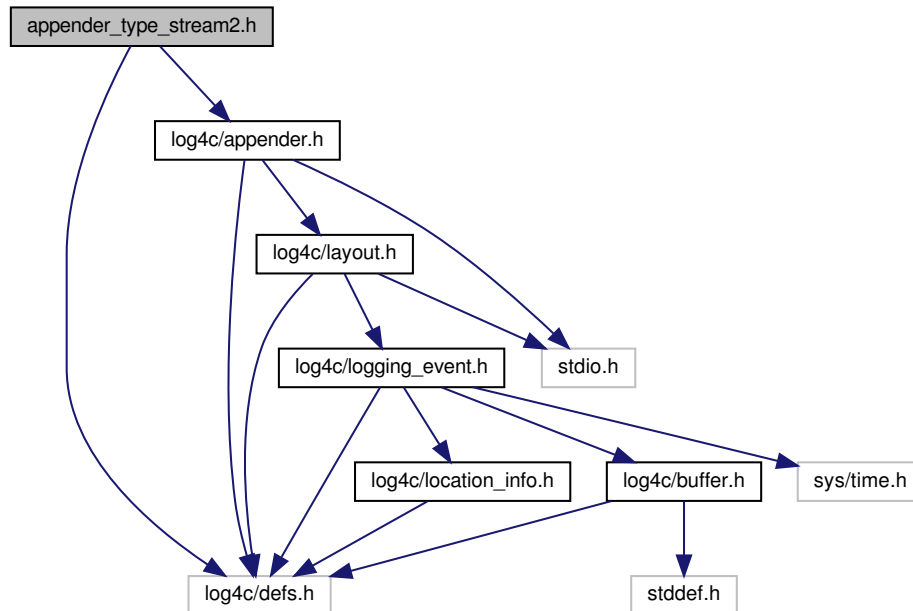 appender_type_stream2.h
log4c/appender.h
log4c/layout.h
log4c/logging_event.h
stdio.h
log4c/location_info.h
log4c/buffer.h
sys/time.h
log4c/defs.h
stddef.h